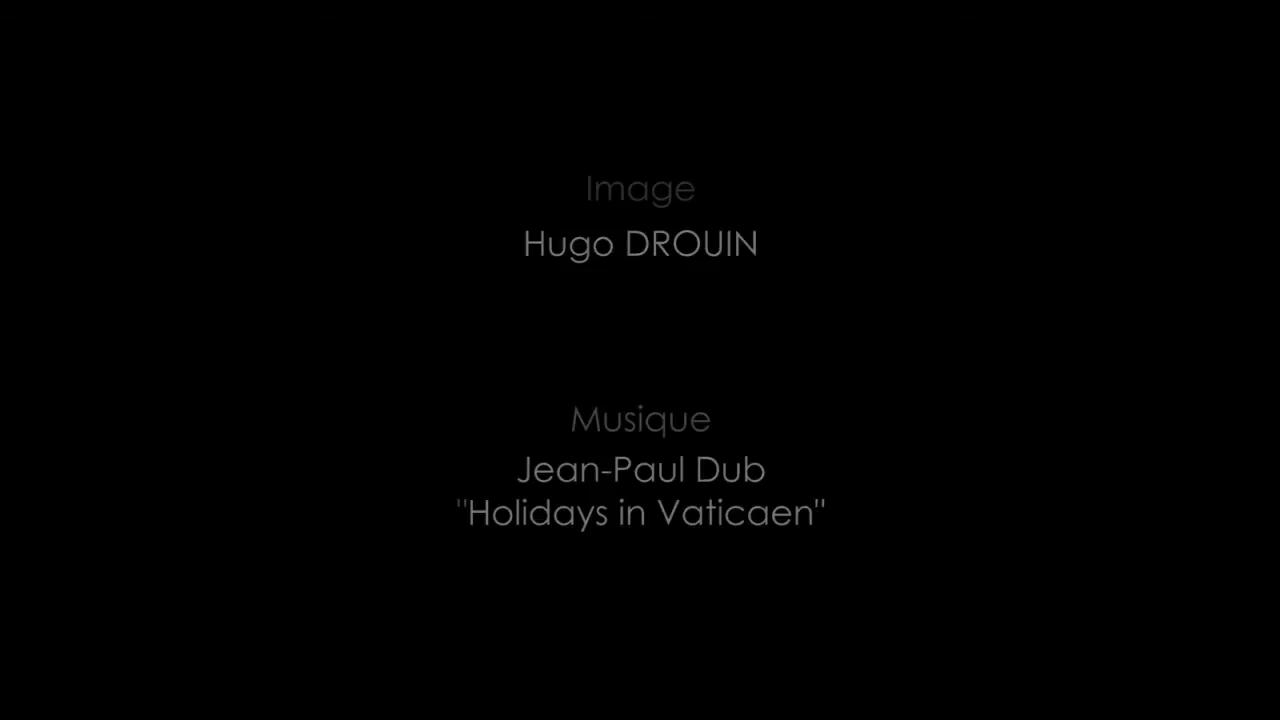 Image
Hugo DROUIN
Musique
Jean-Paul Dub
"Holidays in Vaticaen"